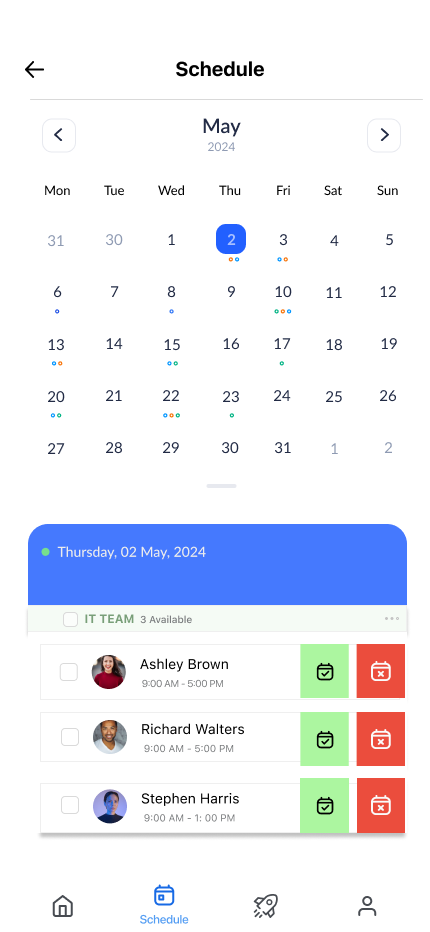 Schedule
May
2024
Mon Tue Wed Thu Fri Sat Sun
31 30 1 2 3 4 5
6 7 8 9 10 11 12
13 14 15 16 17 18 19
20 21 22 23 24 25 26
27 28 29 30 31 1 2
Thursday, 02 May, 2024
IT TEAM 3 Available
Ashley Brown
9:00 AM - 5:00 PM
Richard Walters
9:00 AM - 5:00 PM
Stephen Harris
9:00 AM - 1: 00 PM
Schedule